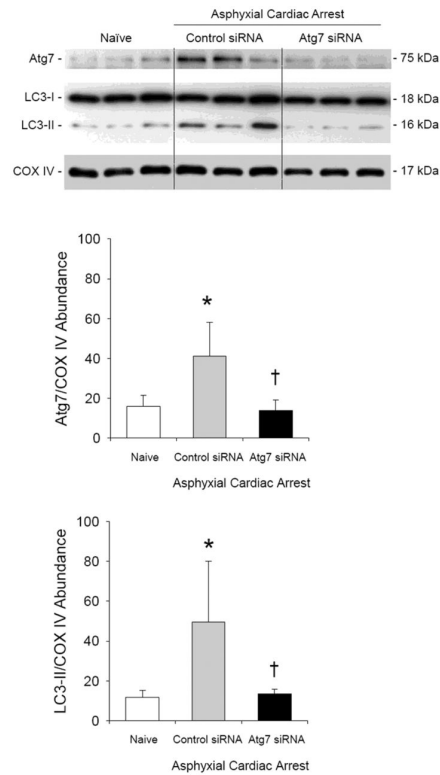 Asphyxial Cardiac Arrest
Naïve Control siRNA Atg7 siRNA
Atg7 - - 75 kDa
LC3-I - - 18 kDa
LC3-II - - 16 kDa
COX IV - - 17 kDa
Atg7/COX IV Abundance
100
80
60
40
20
0
*
†
Naive Control siRNA Atg7 siRNA
Asphyxial Cardiac Arrest
LC3-II/COX IV Abundance
100
80
60
40
20
0
*
†
Naive Control siRNA Atg7 siRNA
Asphyxial Cardiac Arrest